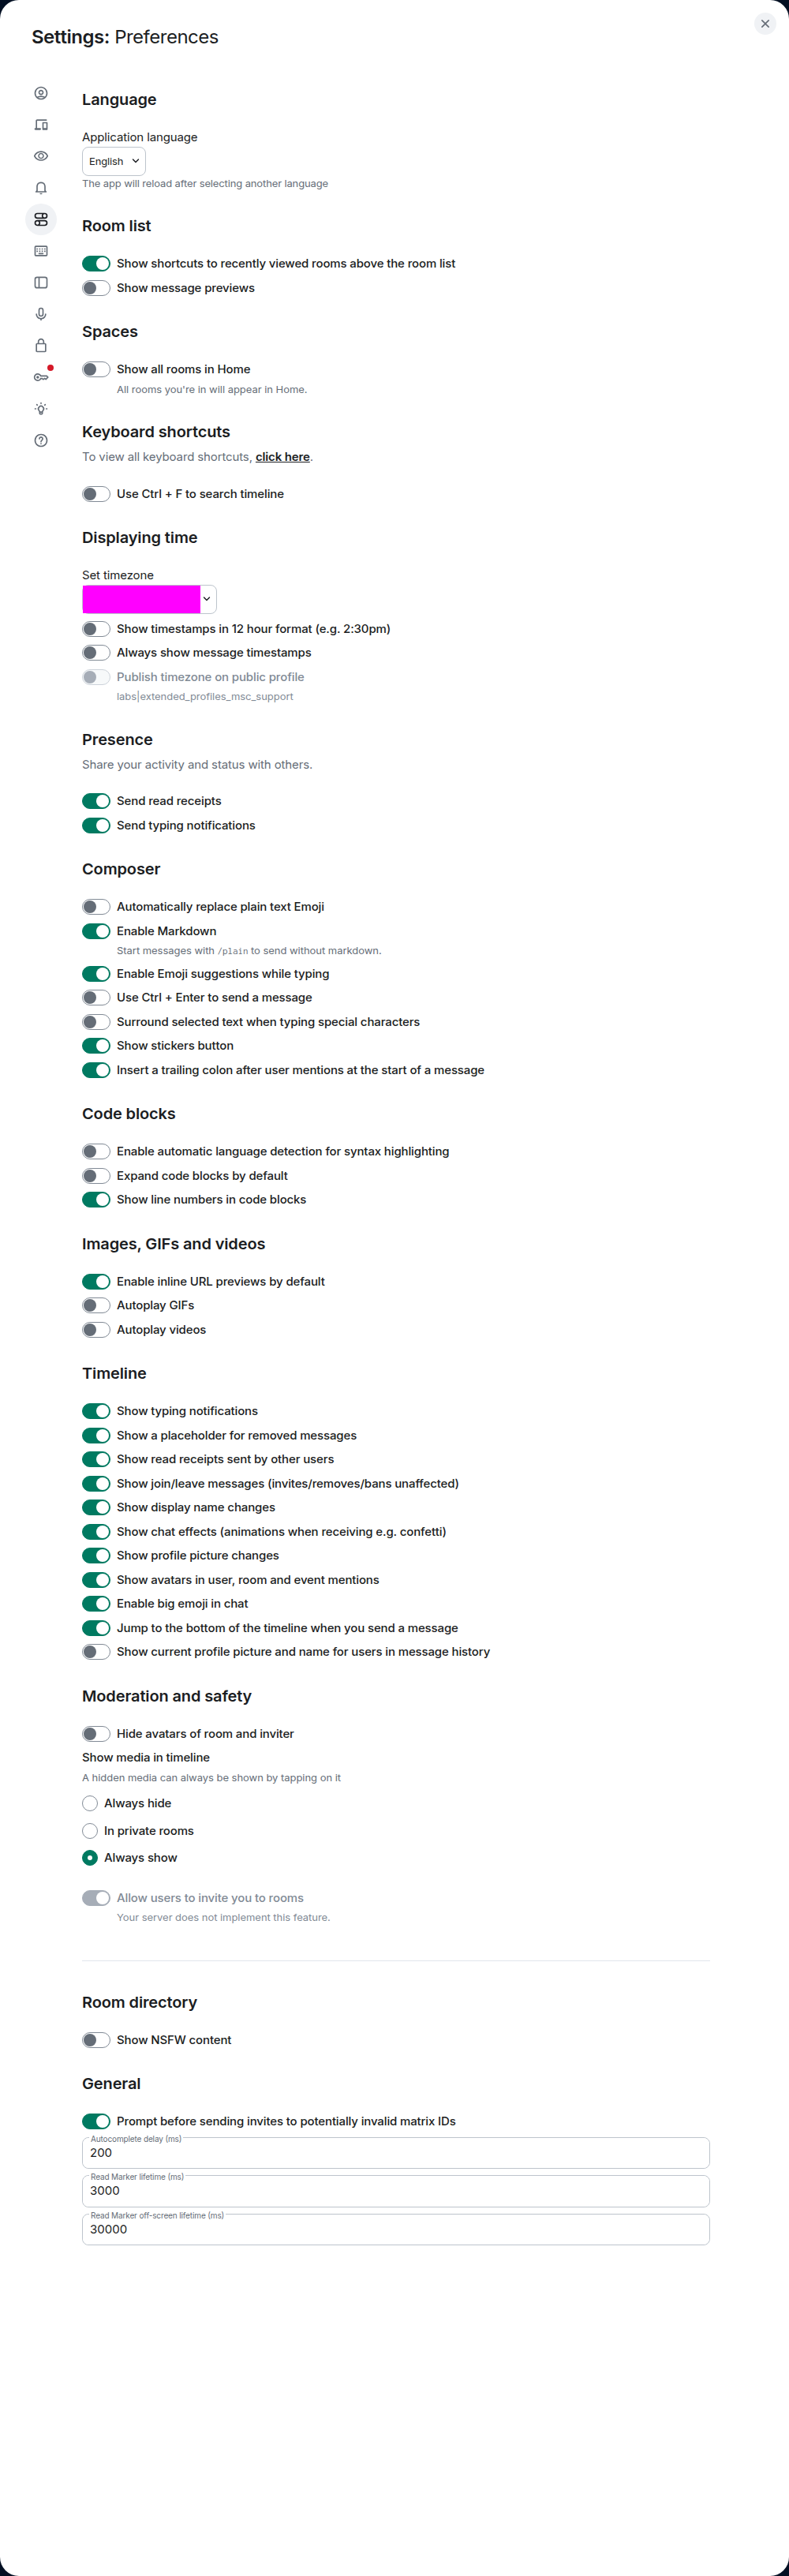 Settings: Preferences
Language
Application language
English
The app will reload after selecting another language
Room list
Show shortcuts to recently viewed rooms above the room list
Show message previews
Spaces
Show all rooms in Home
All rooms you're in will appear in Home.
Keyboard shortcuts
To view all keyboard shortcuts, click here.
Use Ctrl + F to search timeline
Displaying time
Set timezone
Show timestamps in 12 hour format (e.g. 2:30pm)
Always show message timestamps
Publish timezone on public profile
labs|extended_profiles_msc_support
Presence
Share your activity and status with others.
Send read receipts
Send typing notifications
Composer
Automatically replace plain text Emoji
Enable Markdown
Start messages with /plain to send without markdown.
Enable Emoji suggestions while typing
Use Ctrl + Enter to send a message
Surround selected text when typing special characters
Show stickers button
Insert a trailing colon after user mentions at the start of a message
Code blocks
Enable automatic language detection for syntax highlighting
Expand code blocks by default
Show line numbers in code blocks
Images, GIFs and videos
Enable inline URL previews by default
Autoplay GIFs
Autoplay videos
Timeline
Show typing notifications
Show a placeholder for removed messages
Show read receipts sent by other users
Show join/leave messages (invites/removes/bans unaffected)
Show display name changes
Show chat effects (animations when receiving e.g. confetti)
Show profile picture changes
Show avatars in user, room and event mentions
Enable big emoji in chat
Jump to the bottom of the timeline when you send a message
Show current profile picture and name for users in message history
Moderation and safety
Hide avatars of room and inviter
Show media in timeline
A hidden media can always be shown by tapping on it
Always hide
In private rooms
Always show
Allow users to invite you to rooms
Your server does not implement this feature.
Room directory
Show NSFW content
General
Prompt before sending invites to potentially invalid matrix IDs
Autocomplete delay (ms)
200
Read Marker lifetime (ms)
3000
Read Marker off-screen lifetime (ms)
30000